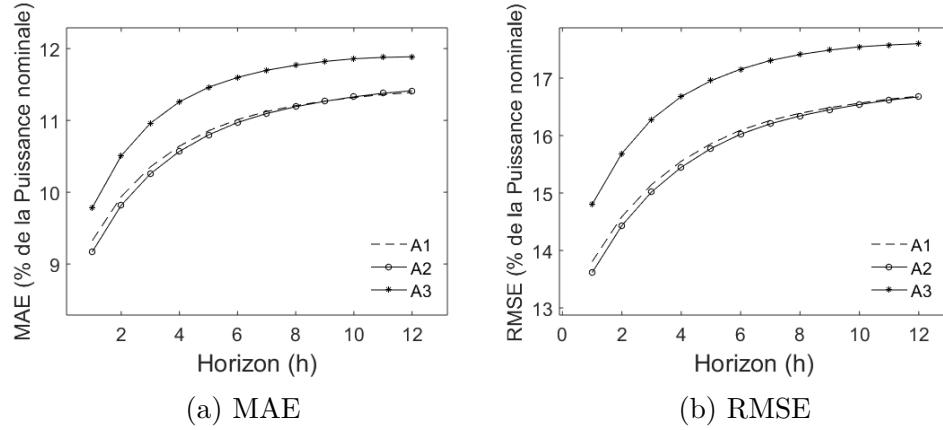 MAE (% de la Puissance nominale)
12
11
10
9
2 4 6 8 10 12
Horizon (h)
A1
A2
A3
(a) MAE
RMSE (% de la Puissance nominale)
17
16
15
14
13
0 2 4 6 8 10 12
Horizon (h)
A1
A2
A3
(b) RMSE